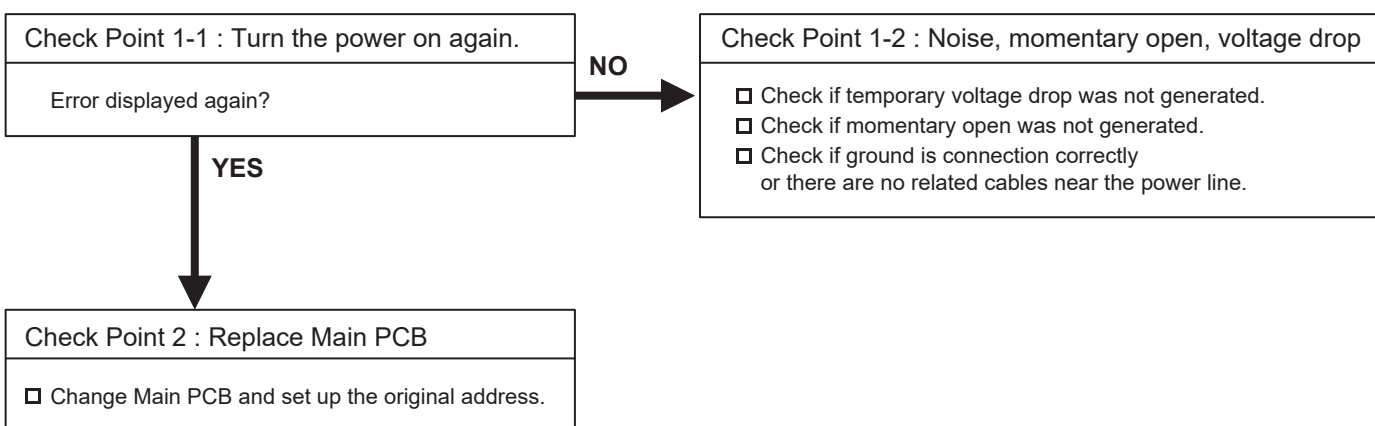 Check Point 1-1 : Turn the power on again.
Error displayed again?
NO
Check Point 1-2 : Noise, momentary open, voltage drop
Check if temporary voltage drop was not generated.
Check if momentary open was not generated.
Check if ground is connection correctly
or there are no related cables near the power line.
YES
Check Point 2 : Replace Main PCB
Change Main PCB and set up the original address.